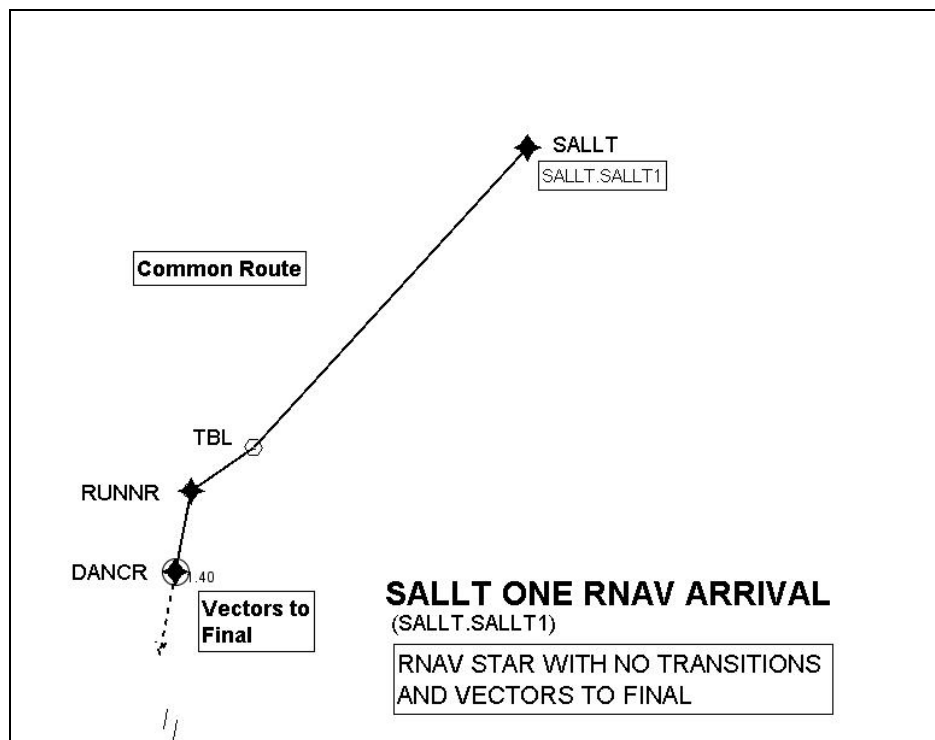 SALLT
SALLT.SALLT1
Common Route
TBL
RUNNR
DANCR
1.40
Vectors to
Final
SALLT ONE RNAV ARRIVAL
(SALLT.SALLT1)
RNAV STAR WITH NO TRANSITIONS
AND VECTORS TO FINAL